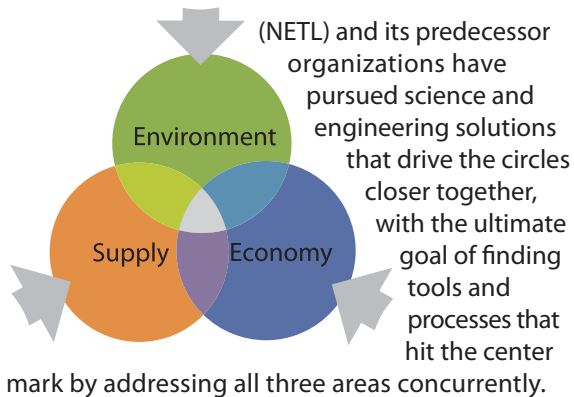 (NETL) and its predecessor
organizations have
pursued science and
engineering solutions
that drive the circles
closer together,
with the ultimate
goal of finding
tools and
processes that
hit the center
mark by addressing all three areas concurrently.
Environment
Supply
Economy